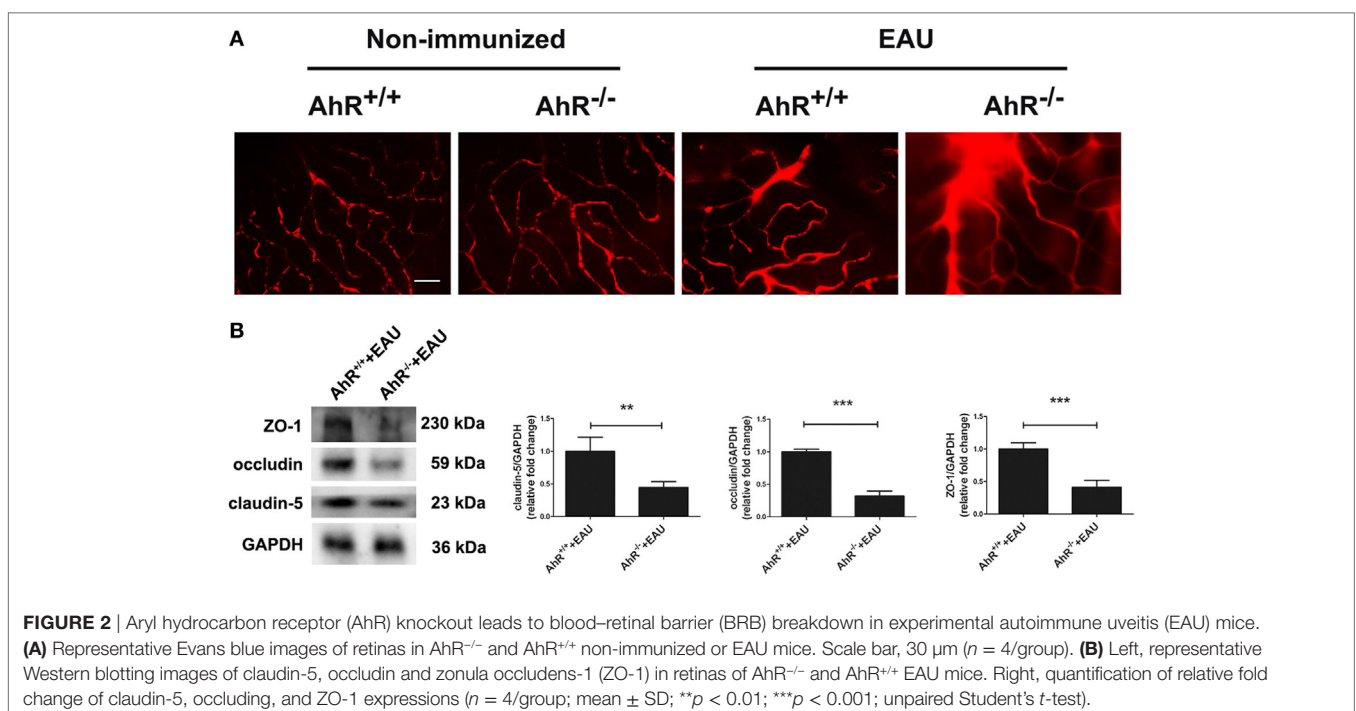 A
Non-immunized EAU
AhR+/+ AhR-/- AhR+/+ AhR-/-
B
AhR+/++EAU AhR-/-+EAU
ZO-1 230 kDa
occludin 59 kDa
claudin-5 23 kDa
GAPDH 36 kDa
claudin-5/GAPDH
(relative fold change)
1.5
1.0
0.5
0.0
**
AhR+/++EAU AhR-/-+EAU
occludin/GAPDH
(relative fold change)
1.5
1.0
0.5
0.0
***
AhR+/++EAU AhR-/-+EAU
ZO-1/GAPDH
(relative fold change)
1.5
1.0
0.5
0.0
***
AhR+/++EAU AhR-/-+EAU
FIGURE 2 | Aryl hydrocarbon receptor (AhR) knockout leads to blood–retinal barrier (BRB) breakdown in experimental autoimmune uveitis (EAU) mice.
(A) Representative Evans blue images of retinas in AhR−/− and AhR+/+ non-immunized or EAU mice. Scale bar, 30 µm (n = 4/group). (B) Left, representative
Western blotting images of claudin-5, occludin and zonula occludens-1 (ZO-1) in retinas of AhR−/− and AhR+/+ EAU mice. Right, quantification of relative fold
change of claudin-5, occluding, and ZO-1 expressions (n = 4/group; mean ± SD; **p < 0.01; ***p < 0.001; unpaired Student's t-test).